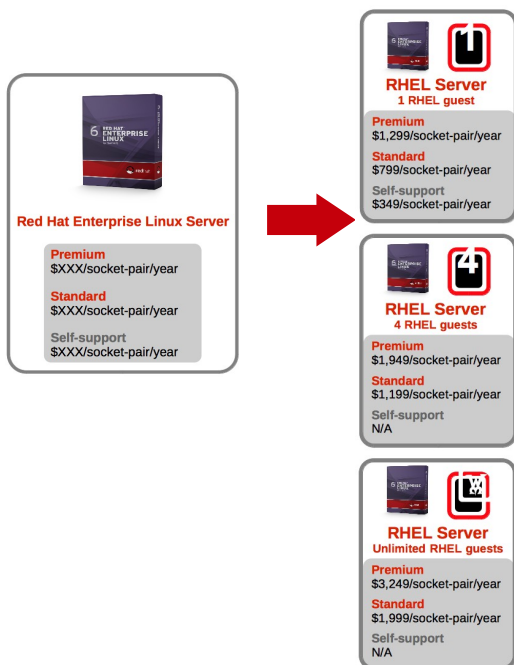 6 RED HAT
ENTERPRISE
LINUX
redhat
Red Hat Enterprise Linux Server
Premium
$XXX/socket-pair/year
Standard
$XXX/socket-pair/year
Self-support
$XXX/socket-pair/year
1
RHEL Server
1 RHEL guest
Premium
$1,299/socket-pair/year
Standard
$799/socket-pair/year
Self-support
$349/socket-pair/year
4
RHEL Server
4 RHEL guests
Premium
$1,949/socket-pair/year
Standard
$1,199/socket-pair/year
Self-support
N/A
RHEL Server
Unlimited RHEL guests
Premium
$3,249/socket-pair/year
Standard
$1,999/socket-pair/year
Self-support
N/A